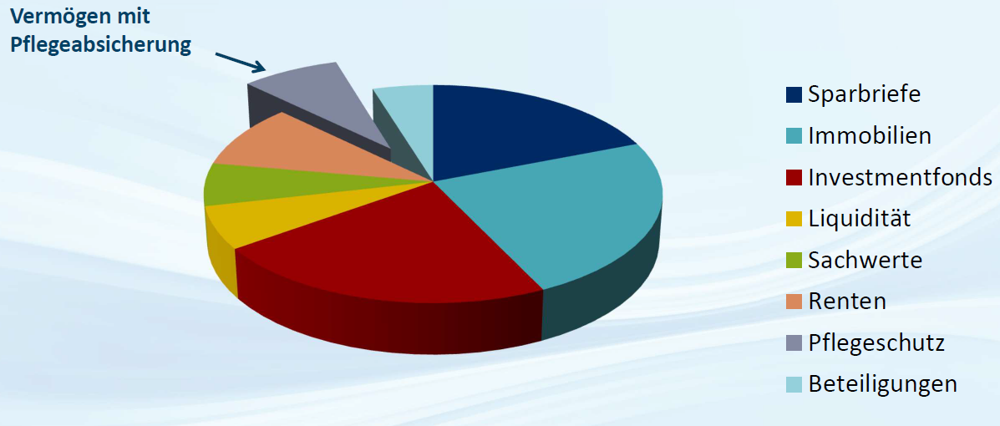 Vermögen mit
Pflegeabsicherung
Sparbriefe
Immobilien
Investmentfonds
Liquidität
Sachwerte
Renten
Pflegeschutz
Beteiligungen